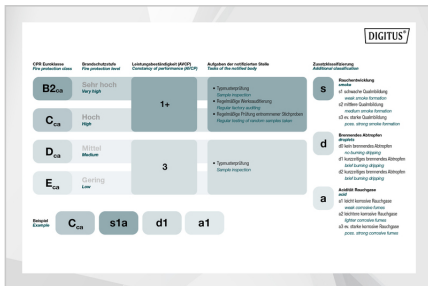 DIGITUS®
CPR Euroklasse
Fire protection class
Brandschutzstufe
Fire protection level
Leistungsbeständigkeit (AVCP)
Constancy of performance (AVCP)
Aufgaben der notifizierten Stelle
Tasks of the notified body
Zusatzklassifizierung
Additional classification
B2ca
Sehr hoch
Very high
Cca
Hoch
High
1+
• Typmusterprüfung
Sample inspection
• Regelmäßige Werksauditierung
Regular factory auditing
• Regelmäßige Prüfung entnommener Stichproben
Regular testing of random samples taken
Dca
Mittel
Medium
Eca
Gering
Low
3
• Typmusterprüfung
Sample inspection
s
Rauchentwicklung
smoke
s1 schwache Qualmbildung
weak smoke formation
s2 mittlere Qualmbildung
medium smoke formation
s3 ev. starke Qualmbildung
poss. strong smoke formation
d
Brennendes Abtropfen
droplets
d0 kein brennendes Abtropfen
no burning dripping
d1 kurzzeitiges brennendes Abtropfen
brief burning dripping
d2 kurzzeitiges brennendes Abtropfen
brief burning dripping
a
Acidität Rauchgase
acid
a1 leicht korrosive Rauchgase
weak corrosive fumes
a2 leichtere korrosive Rauchgase
lighter corrosive fumes
a3 ev. starke korrosive Rauchgase
poss. strong corrosive fumes
Beispiel
Example
Cca
s1a
d1
a1